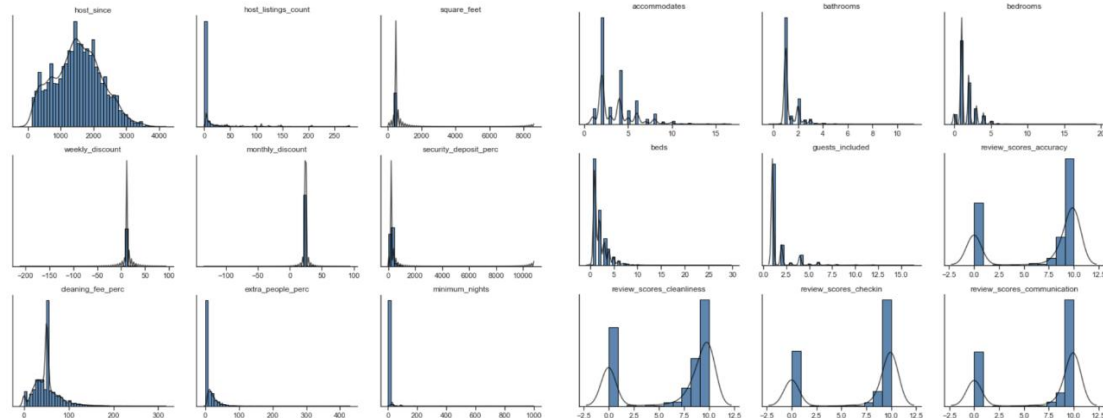 host_since host_listings_count square_feet accommodates bathrooms bedrooms
0 1000 2000 3000 4000 0 50 100 150 200 250 0 2000 4000 6000 8000 0 5 10 15 0 2 4 6 8 10 0 5 10 15 20
weekly_discount monthly_discount security_deposit_perc beds guests_included review_scores_accuracy
−200 −150 −100 −50 0 50 100 −100 −50 0 50 0 2000 4000 6000 8000 10000 0 5 10 15 20 25 30 0.0 2.5 5.0 7.5 10.0 12.5 15.0 −2.5 0.0 2.5 5.0 7.5 10.0 12.5
cleaning_fee_perc extra_people_perc minimum_nights review_scores_cleanliness review_scores_checkin review_scores_communication
0 100 200 300 0 200 400 0 200 400 600 800 1000 −2.5 0.0 2.5 5.0 7.5 10.0 12.5 −2.5 0.0 2.5 5.0 7.5 10.0 12.5 −2.5 0.0 2.5 5.0 7.5 10.0 12.5